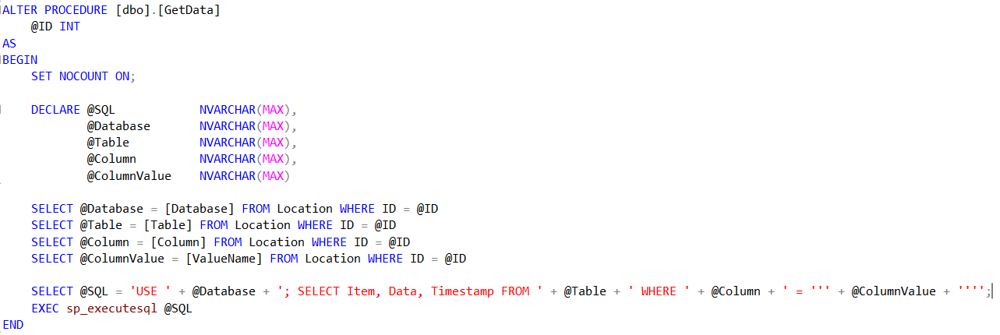 ALTER PROCEDURE [dbo].[GetData]
    @ID INT
AS
BEGIN
    SET NOCOUNT ON;

    DECLARE @SQL            NVARCHAR(MAX),
            @Database       NVARCHAR(MAX),
            @Table          NVARCHAR(MAX),
            @Column         NVARCHAR(MAX),
            @ColumnValue    NVARCHAR(MAX)

    SELECT @Database = [Database] FROM Location WHERE ID = @ID
    SELECT @Table = [Table] FROM Location WHERE ID = @ID
    SELECT @Column = [Column] FROM Location WHERE ID = @ID
    SELECT @ColumnValue = [ValueName] FROM Location WHERE ID = @ID

    SELECT @SQL = 'USE ' + @Database + '; SELECT Item, Data, Timestamp FROM ' + @Table + ' WHERE ' + @Column + ' = ''' + @ColumnValue + '''';
    EXEC sp_executesql @SQL
END